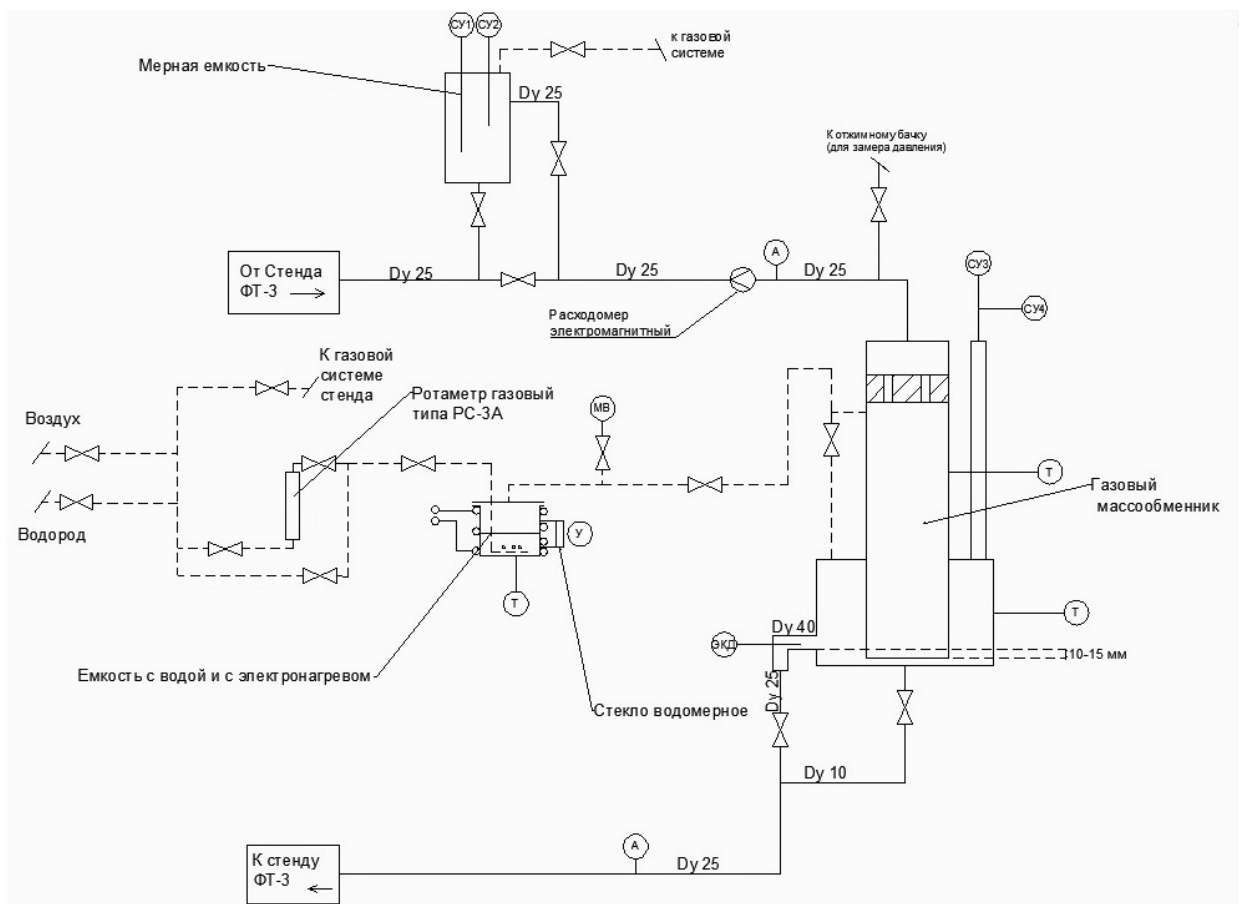 СУ1
СУ2
к газовой
системе
Мерная емкость
Dy 25
К отжимному бачку
(для замера давления)
От Стенда
ФТ-3
Dy 25
Dy 25
А
Dy 25
СУ3
СУ4
Расходомер
электромагнитный
К газовой
системе
стенда
Ротаметр газовый
типа РС-3А
Воздух
МВ
Водород
Т
Газовый
массообменник
У
Т
Т
Dy 40
ЭКД
10-15 мм
Емкость с водой и с электронагревом
Dy 25
Стекло водомерное
Dy 10
А
К стенду
ФТ-3
Dy 25